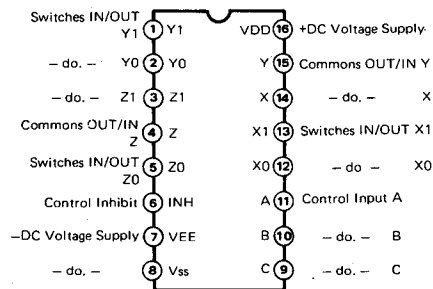 Switches IN/OUT
Y1 1 Y1 VDD 16 +DC Voltage Supply
– do. – Y0 2 Y0 Y 15 Commons OUT/IN Y
– do. – Z1 3 Z1 X 14 – do. – X
Commons OUT/IN
Z 4 Z X1 13 Switches IN/OUT X1
Switches IN/OUT
Z0 5 Z0 X0 12 – do – X0
Control Inhibit 6 INH A 11 Control Input A
–DC Voltage Supply 7 VEE B 10 – do. – B
– do. – 8 Vss C 9 – do. – C